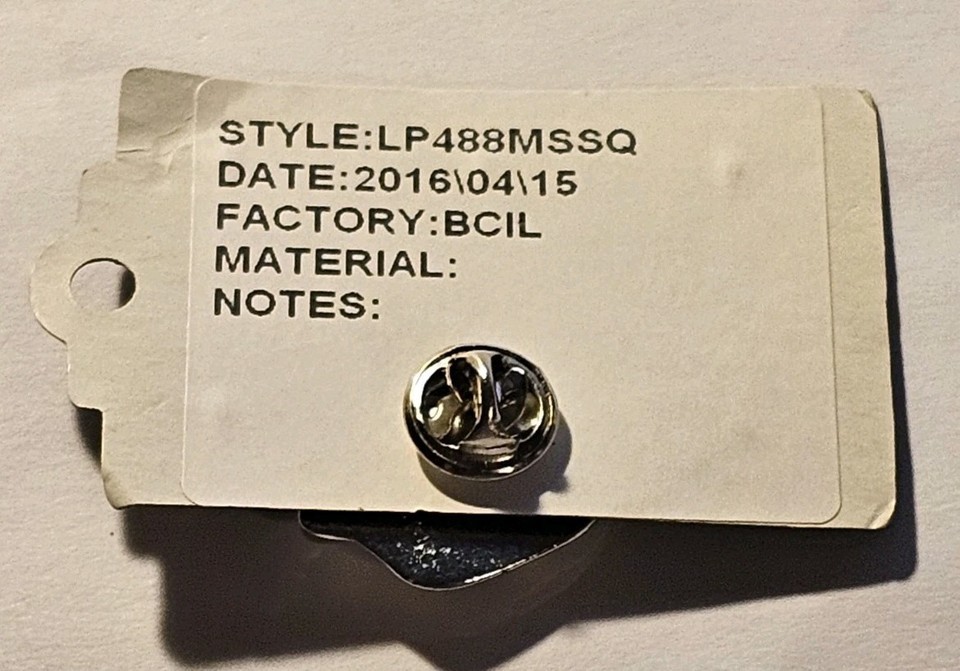 STYLE:LP488MSSQ
DATE:2016\04\15
FACTORY:BCIL
MATERIAL:
NOTES: